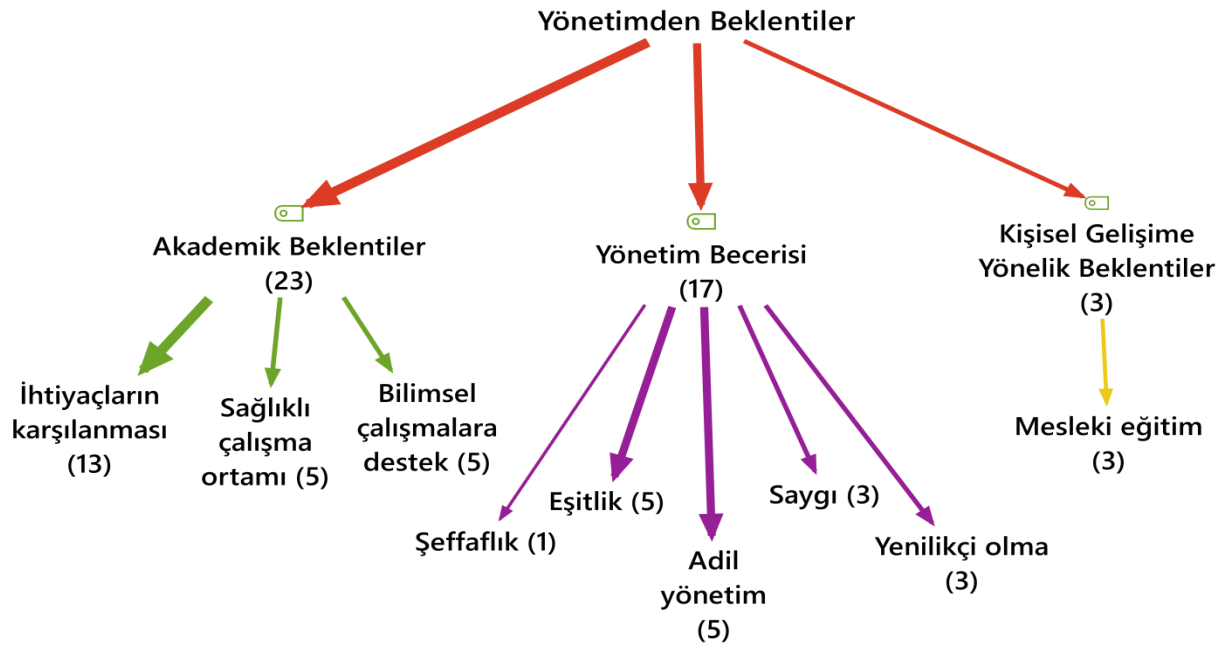 Yönetimden Beklentiler
Akademik Beklentiler
(23)
Yönetim Becerisi
(17)
Kişisel Gelişime
Yönelik Beklentiler
(3)
İhtiyaçların
karşılanması
(13)
Sağlıklı
çalışma
ortamı (5)
Bilimsel
çalışmalara
destek (5)
Şeffaflık (1)
Eşitlik (5)
Adil
yönetim
(5)
Saygı (3)
Yenilikçi olma
(3)
Mesleki eğitim
(3)